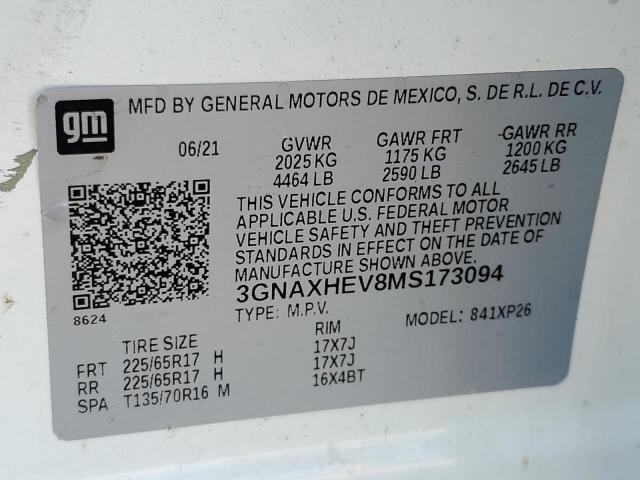 gm
MFD BY GENERAL MOTORS DE MEXICO, S. DE R.L. DE C.V.
06/21 GVWR GAWR FRT GAWR RR
2025 KG 1175 KG 1200 KG
4464 LB 2590 LB 2645 LB
THIS VEHICLE CONFORMS TO ALL
APPLICABLE U.S. FEDERAL MOTOR
VEHICLE SAFETY AND THEFT PREVENTION
STANDARDS IN EFFECT ON THE DATE OF
MANUFACTURE SHOWN ABOVE.
3GNAXHEV8MS173094
8624
TYPE: M.P.V. MODEL: 841XP26
TIRE SIZE RIM
FRT 225/65R17 H 17X7J
RR 225/65R17 H 17X7J
SPA T135/70R16 M 16X4BT